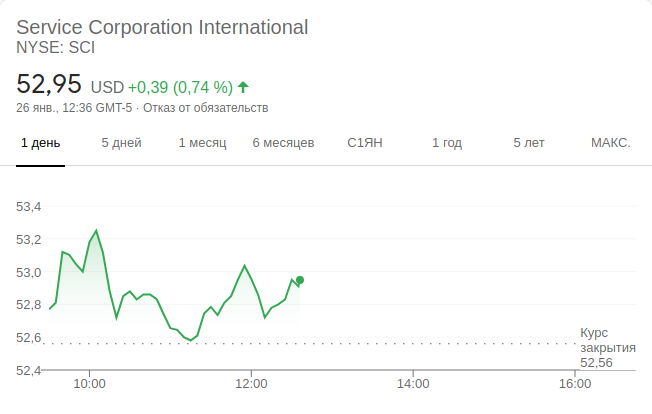 Service Corporation International
NYSE: SCI
52,95 USD +0,39 (0,74 %)
26 янв., 12:36 GMT-5 · Отказ от обязательств
1 день 5 дней 1 месяц 6 месяцев С1ЯН 1 год 5 лет МАКС.
53,4
53,2
53,0
52,8
52,6
52,4
Курс
закрытия
52,56
10:00 12:00 14:00 16:00